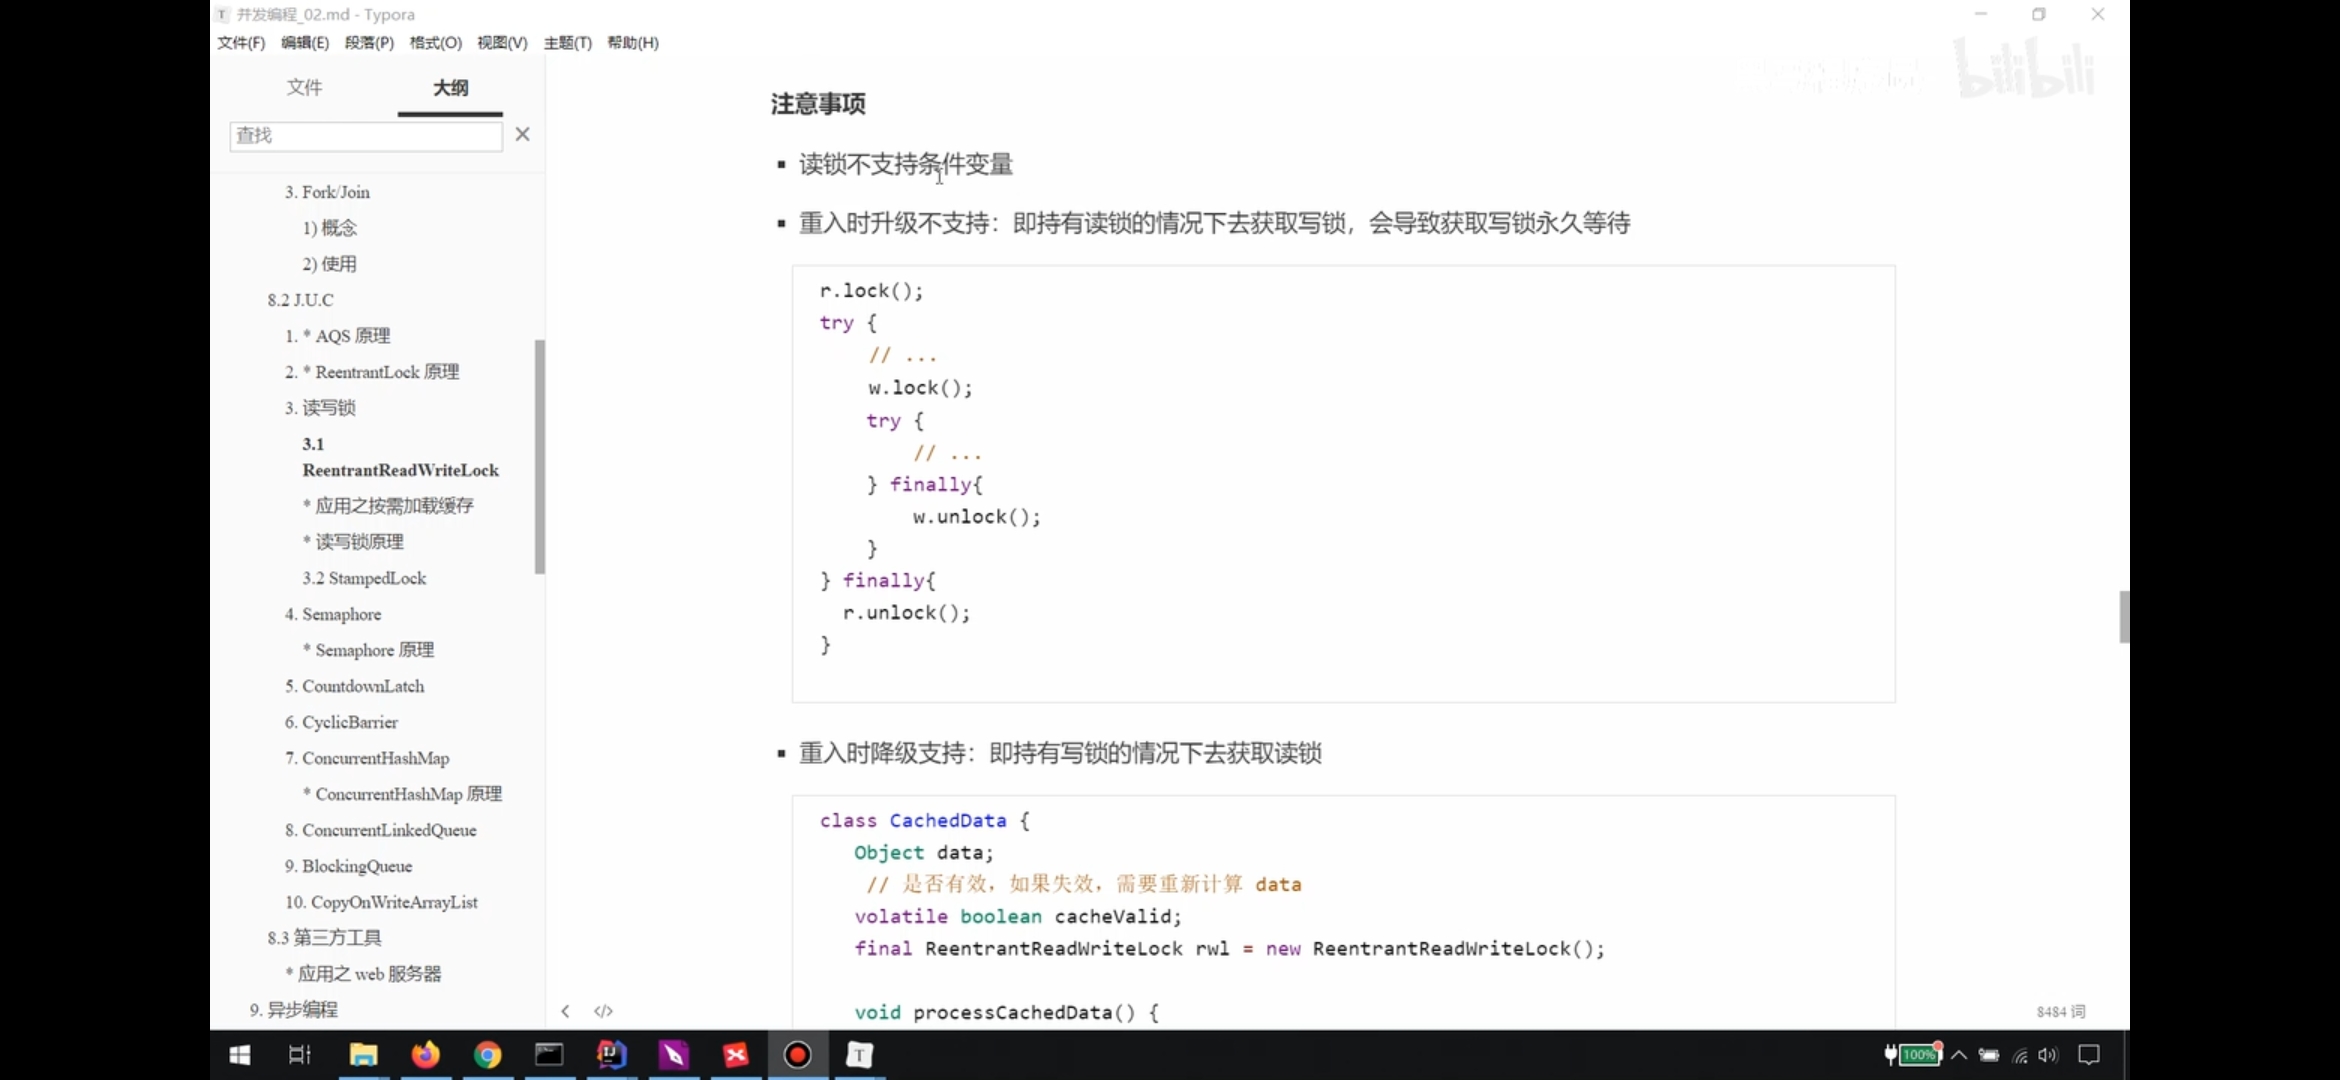 并发编程_02.md - Typora
文件(F) 编辑(E) 段落(P) 格式(O) 视图(V) 主题(T) 帮助(H)
文件 大纲
查找
3. Fork/Join
1) 概念
2) 使用
8.2 J.U.C
1. * AQS 原理
2. * ReentrantLock 原理
3. 读写锁
3.1
ReentrantReadWriteLock
* 应用之按需加载缓存
* 读写锁原理
3.2 StampedLock
4. Semaphore
* Semaphore 原理
5. CountdownLatch
6. CyclicBarrier
7. ConcurrentHashMap
* ConcurrentHashMap 原理
8. ConcurrentLinkedQueue
9. BlockingQueue
10. CopyOnWriteArrayList
8.3 第三方工具
* 应用之 web 服务器
9. 异步编程
bilibili
注意事项
▪ 读锁不支持条件变量
▪ 重入时升级不支持：即持有读锁的情况下去获取写锁，会导致获取写锁永久等待
r.lock();
try {
// ...
w.lock();
try {
// ...
} finally{
w.unlock();
}
} finally{
r.unlock();
}
▪ 重入时降级支持：即持有写锁的情况下去获取读锁
class CachedData {
Object data;
// 是否有效，如果失效，需要重新计算 data
volatile boolean cacheValid;
final ReentrantReadWriteLock rwl = new ReentrantReadWriteLock();
void processCachedData() {
8484 词
100%